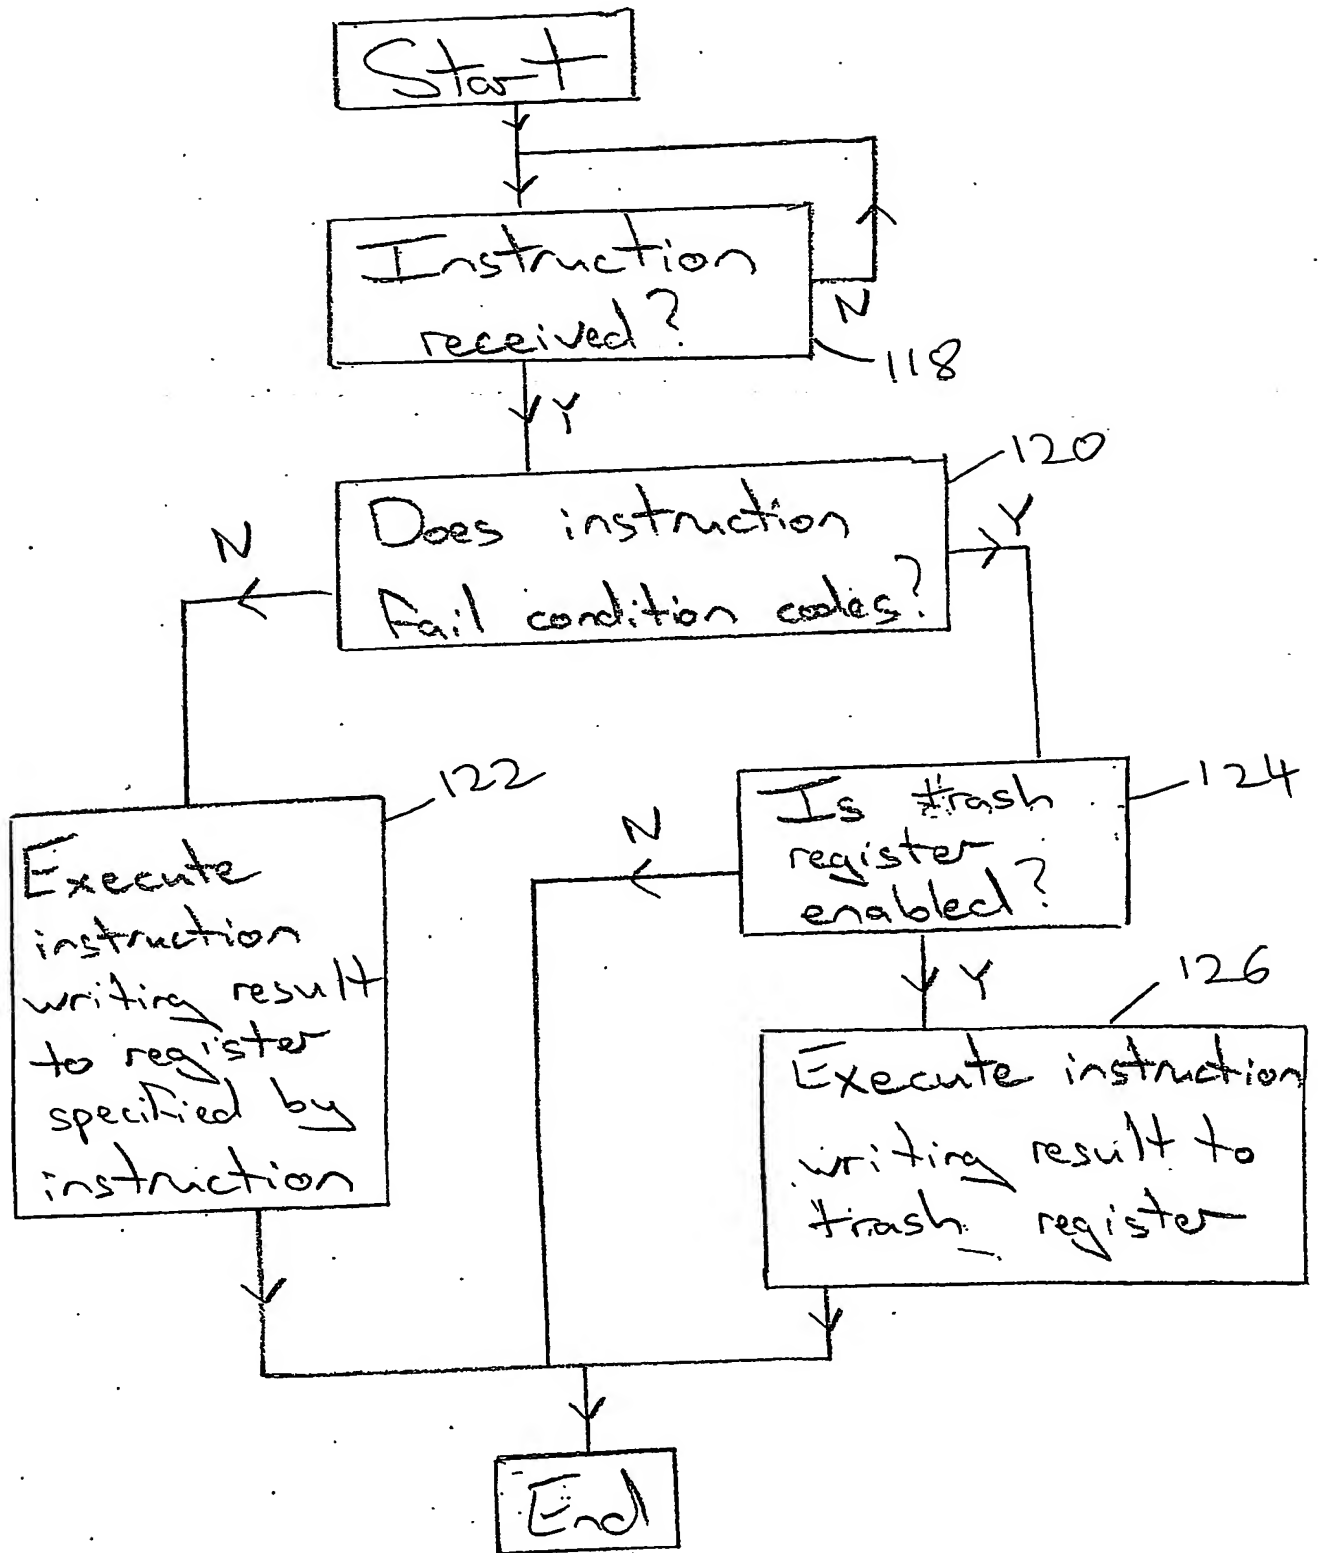 Start
Instruction
received?
N
118
Y
120
Does instruction
fail condition codes?
N
Y
122
Execute
instruction
writing result
to register
specified by
instruction
124
Is trash
register
enabled?
N
Y
126
Execute instruction
writing result to
trash register
End